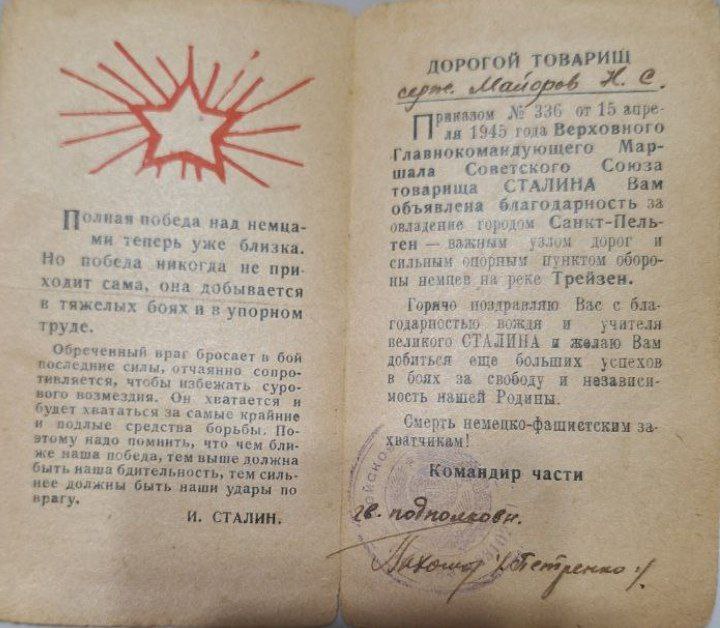 Полная победа над немца-
ми теперь уже близка.
Но победа никогда не при-
ходит сама, она добывается
в тяжелых боях и в упорном
труде.
Обреченный враг бросает в бой
последние силы, отчаянно сопро-
тивляется, чтобы избежать суро-
вого возмездия. Он хватается и
будет хвататься за самые крайние
и подлые средства борьбы. По-
этому надо помнить, что чем бли-
же наша победа, тем выше должна
быть наша бдительность, тем силь-
нее должны быть наши удары по
врагу.
И. СТАЛИН.
ДОРОГОЙ ТОВАРИЩ
серж. Майоров Н. С.
Приказом № 336 от 15 апре-
ля 1945 года Верховного
Главнокомандующего Мар-
шала Советского Союза
товарища СТАЛИНА Вам
объявлена благодарность за
овладение городом Санкт-Пель-
тен — важным узлом дорог и
сильным опорным пунктом оборо-
ны немцев на реке Трейзен.
Горячо поздравляю Вас с бла-
годарностью вождя и учителя
великого СТАЛИНА и желаю Вам
добиться еще больших успехов
в боях за свободу и независи-
мость нашей Родины.
Смерть немецко-фашистским за-
хватчикам!
Командир части
гв. подполковн.
/Петренко/